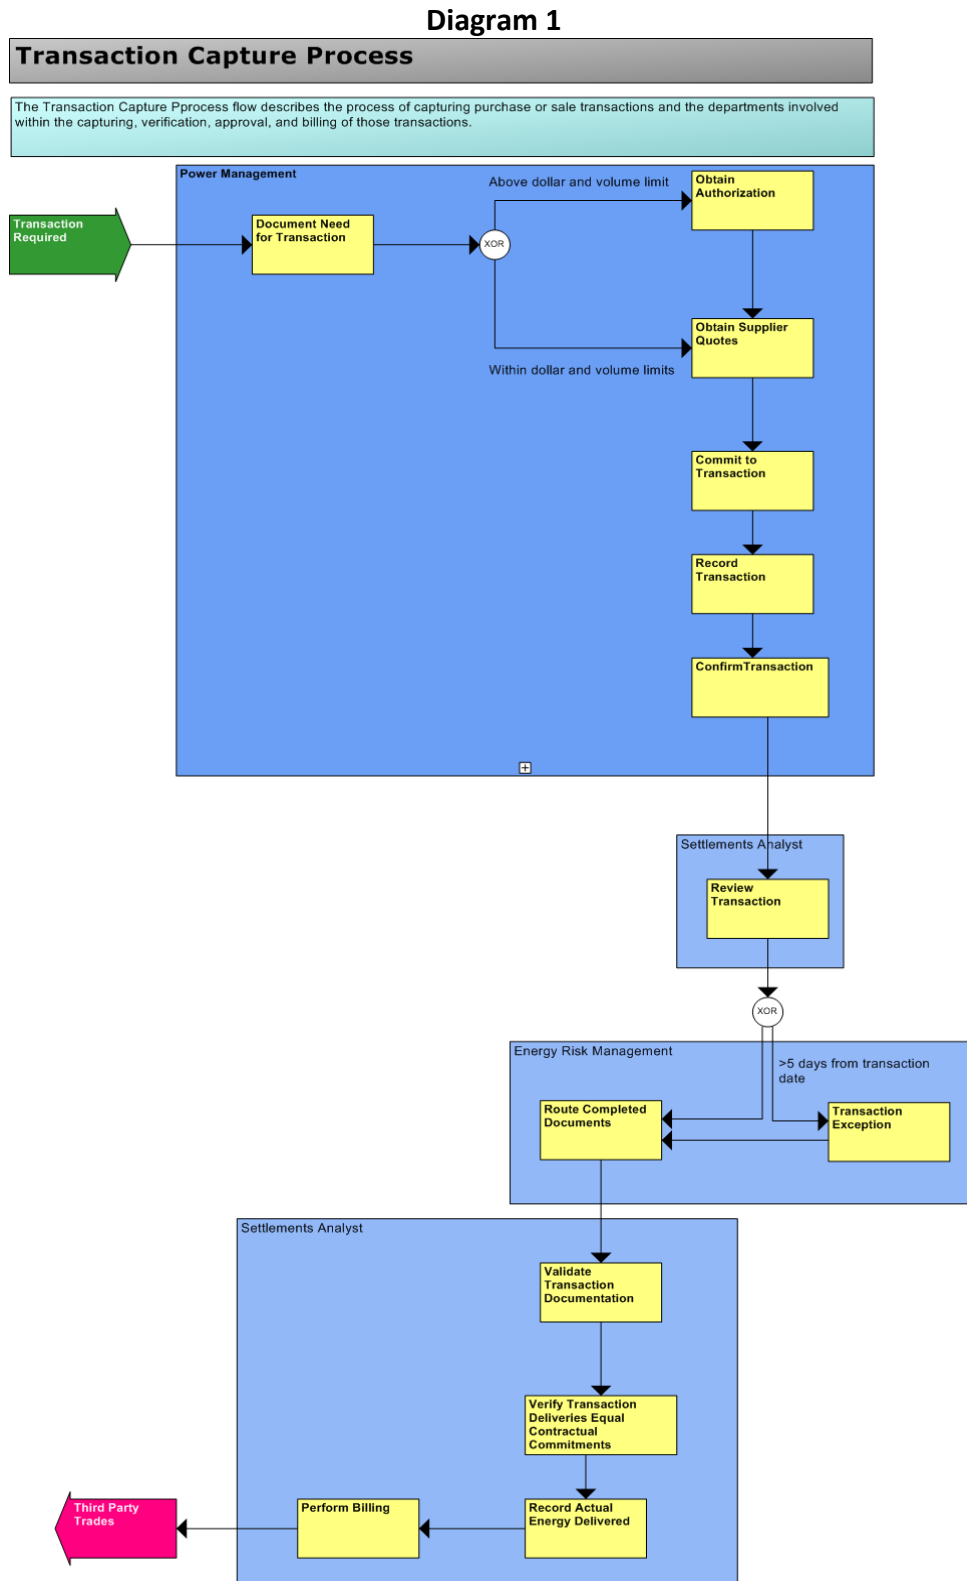 Diagram 1
Transaction Capture Process
The Transaction Capture Pprocess flow describes the process of capturing purchase or sale transactions and the departments involved
within the capturing, verification, approval, and billing of those transactions.
Power Management
Transaction
Required
Document Need
for Transaction
XOR
Above dollar and volume limit
Obtain
Authorization
Within dollar and volume limits
Obtain Supplier
Quotes
Commit to
Transaction
Record
Transaction
ConfirmTransaction
Settlements Analyst
Review
Transaction
XOR
Energy Risk Management
>5 days from transaction
date
Route Completed
Documents
Transaction
Exception
Settlements Analyst
Validate
Transaction
Documentation
Verify Transaction
Deliveries Equal
Contractual
Commitments
Third Party
Trades
Perform Billing
Record Actual
Energy Delivered